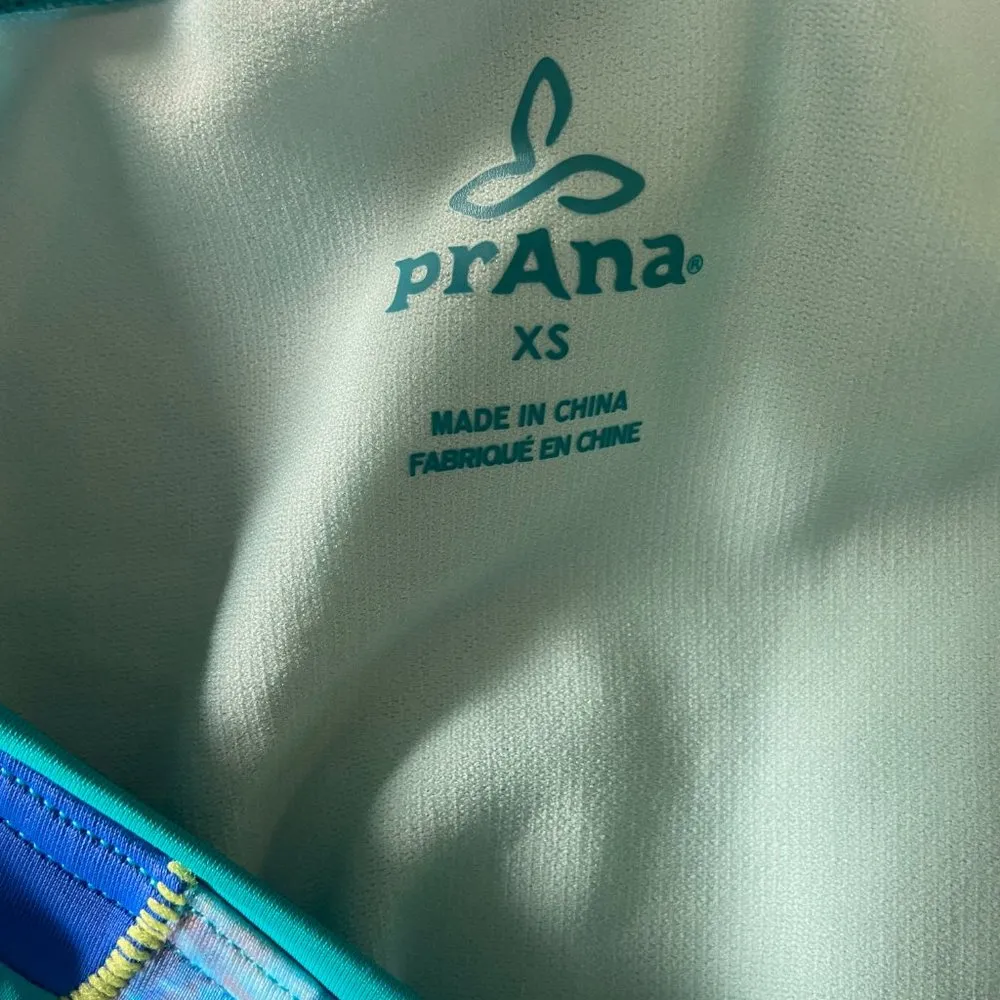 prAna®
XS
MADE IN CHINA
FABRIQUÉ EN CHINE